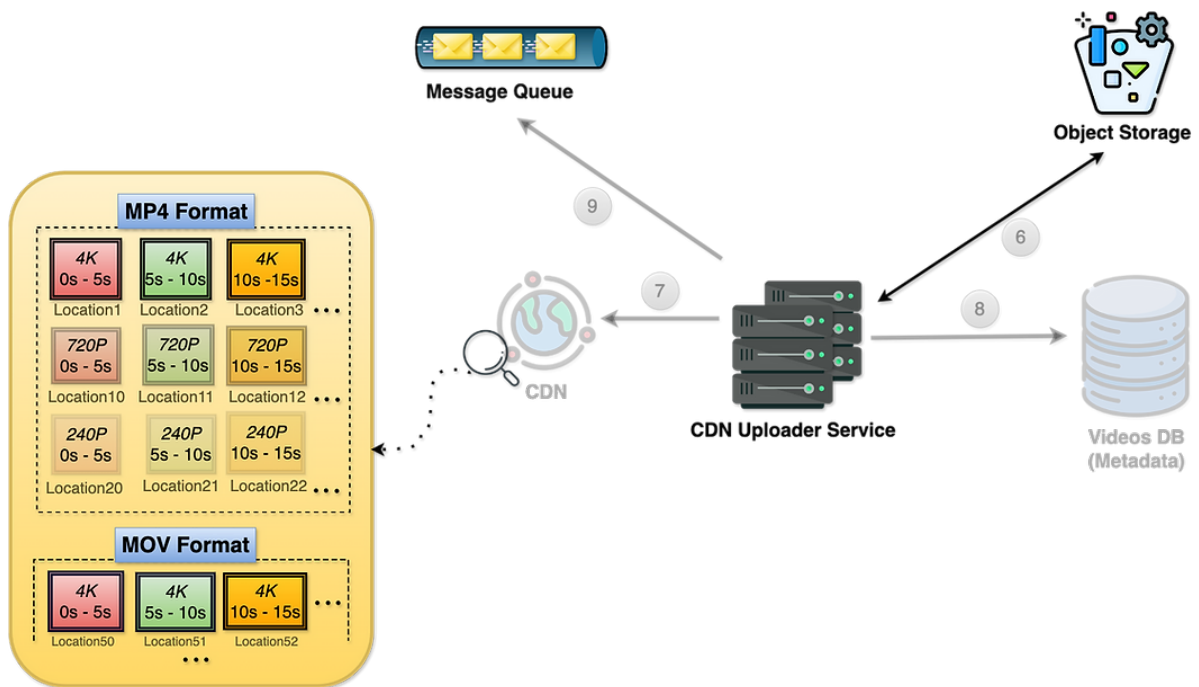 Message Queue
Object Storage
9
6
7
8
CDN
CDN Uploader Service
Videos DB
(Metadata)
MP4 Format
4K 4K 4K
0s - 5s 5s - 10s 10s -15s
Location1 Location2 Location3 ...
720P 720P 720P
0s - 5s 5s - 10s 10s - 15s
Location10 Location11 Location12 ...
240P 240P 240P
0s - 5s 5s - 10s 10s - 15s
Location20 Location21 Location22 ...
MOV Format
4K 4K 4K
0s - 5s 5s - 10s 10s - 15s ...
Location50 Location51 Location52
...